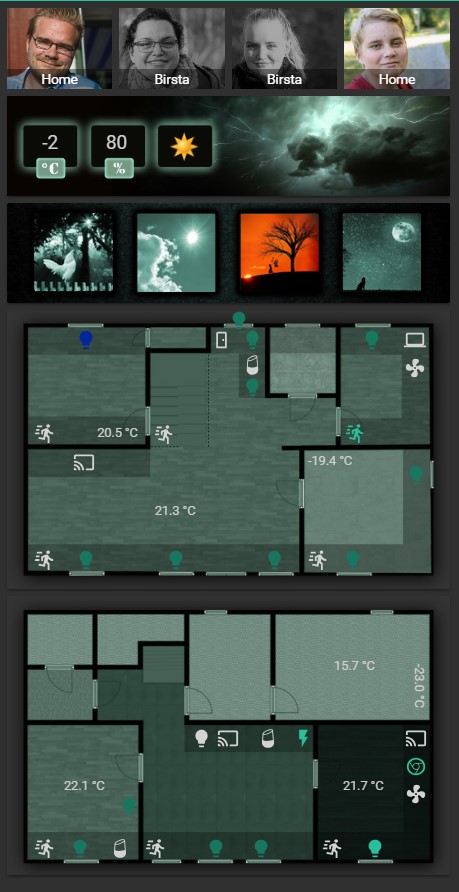 Home
Birsta
Birsta
Home
-2
80
°C
%
20.5 °C
-19.4 °C
21.3 °C
15.7 °C
-23.0 °C
22.1 °C
21.7 °C